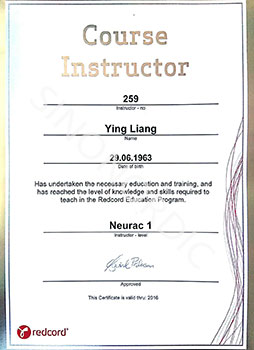 Course
Instructor
259
Instructor - no
Ying Liang
Name
29.06.1963
Date of birth
Has undertaken the necessary education and training, and
has reached the level of knowledge and skills required to
teach in the Redcord Education Program.
Neurac 1
Instructor - level
Approved
This Certificate is valid thru: 2016
redcord